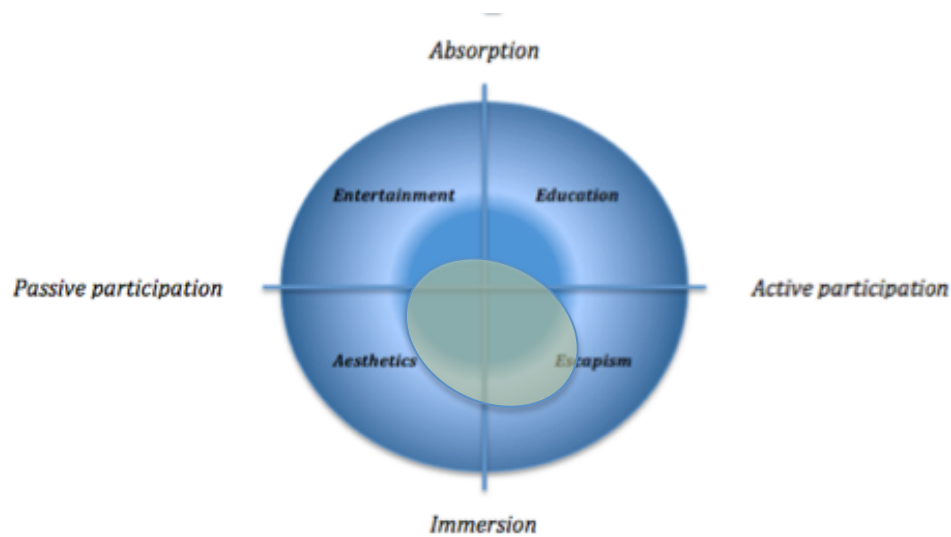 Absorption
Entertainment
Education
Passive participation
Active participation
Aesthetics
Escapism
Immersion